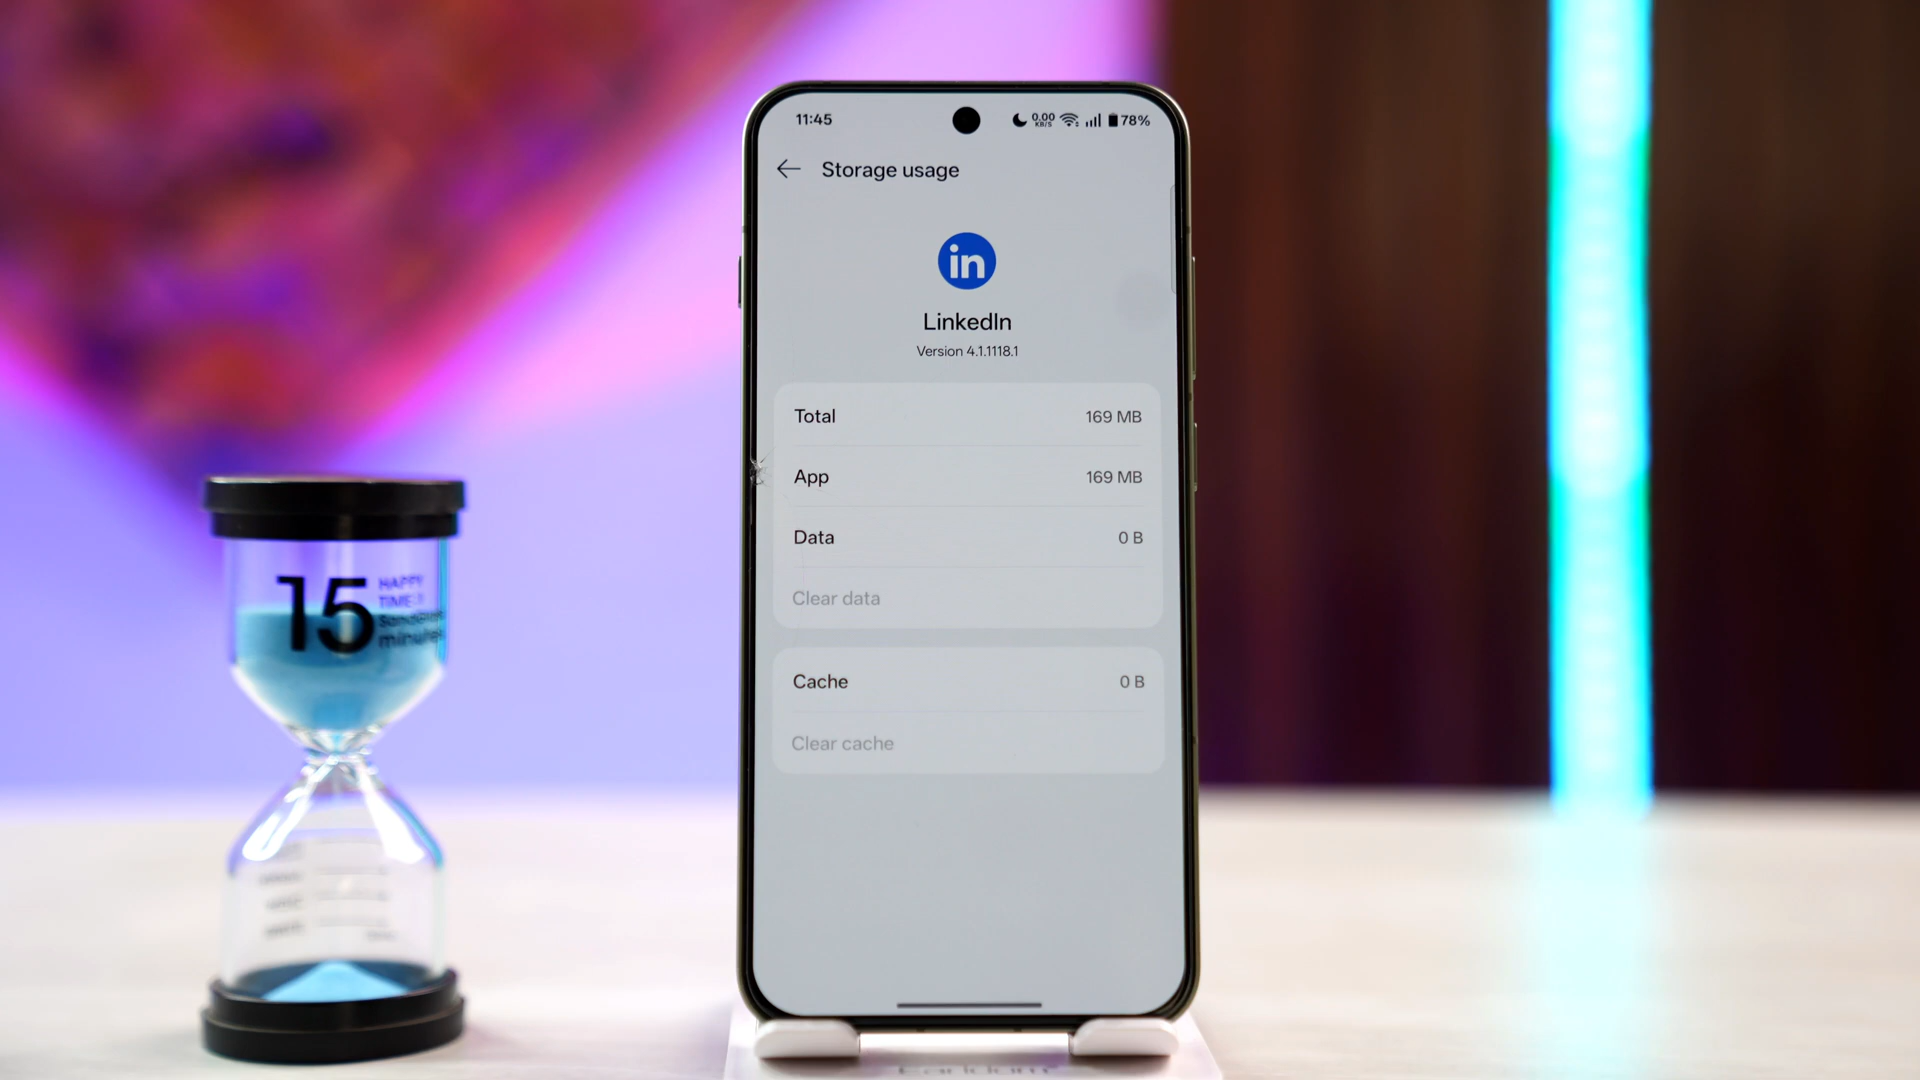 11:45
0.00
KB/S
78%
Storage usage
in
LinkedIn
Version 4.1.1118.1
Total 169 MB
App 169 MB
Data 0 B
Clear data
Cache 0 B
Clear cache
15
HAPPY
TIME
minutes